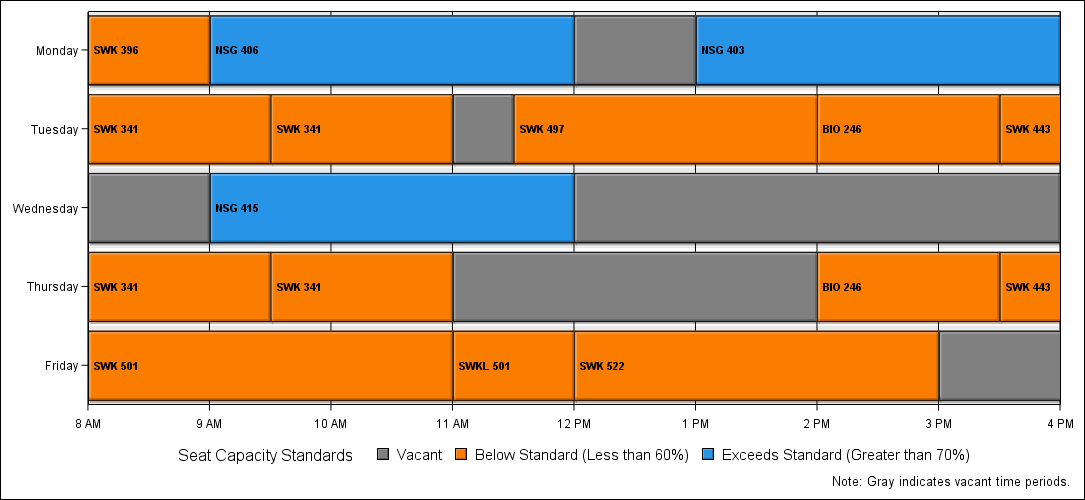 Monday SWK 396 NSG 406 NSG 403
Tuesday SWK 341 SWK 341 SWK 497 BIO 246 SWK 443
Wednesday NSG 415
Thursday SWK 341 SWK 341 BIO 246 SWK 443
Friday SWK 501 SWKL 501 SWK 522
8 AM 9 AM 10 AM 11 AM 12 PM 1 PM 2 PM 3 PM 4 PM
Seat Capacity Standards Vacant Below Standard (Less than 60%) Exceeds Standard (Greater than 70%)
Note: Gray indicates vacant time periods.